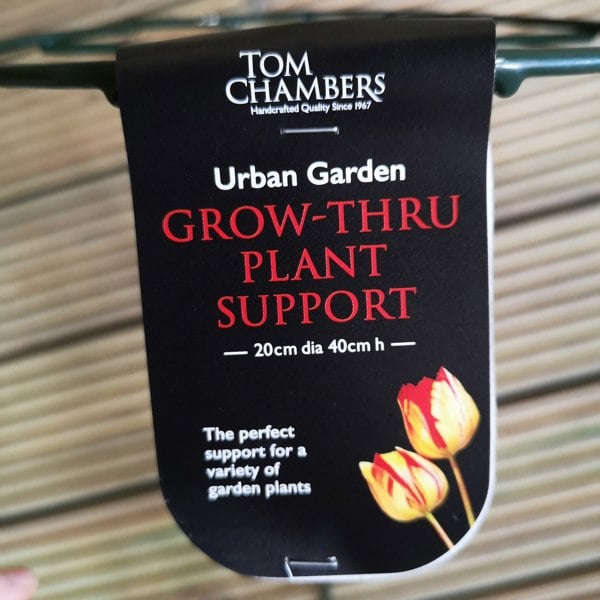 TOM
CHAMBERS
Handcrafted Quality Since 1967
Urban Garden
GROW-THRU
PLANT
SUPPORT
— 20cm dia 40cm h —
The perfect
support for a
variety of
garden plants